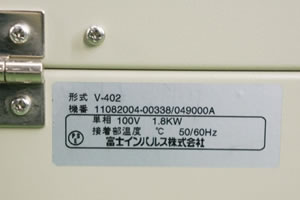 形式 V-402
機番 11082004-00338/049000A
単相 100V 1.8KW
接着部温度 ℃ 50/60Hz
富士インパルス株式会社